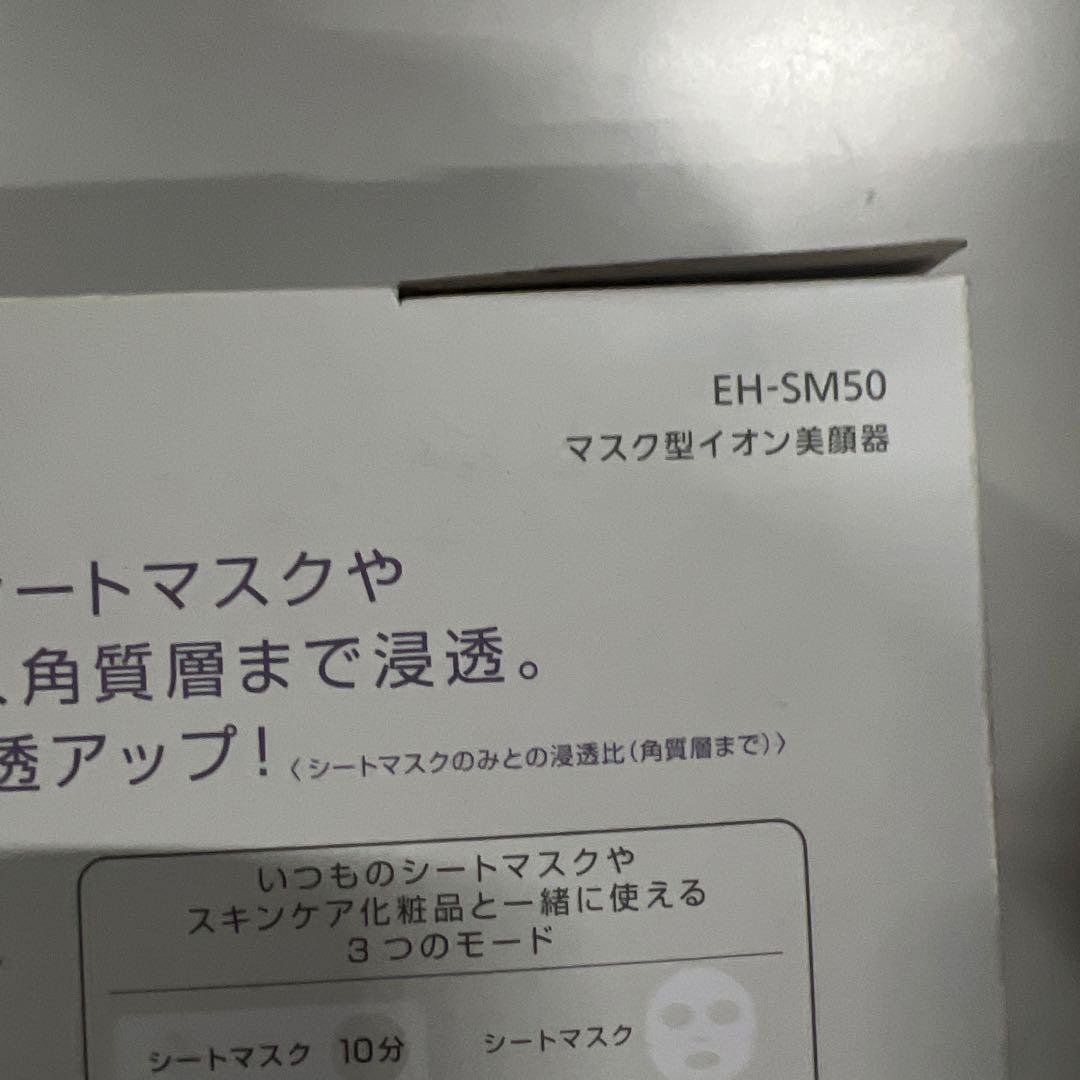 EH-SM50
マスク型イオン美顔器
ートマスクや
、角質層まで浸透。
透アップ!〈シートマスクのみとの浸透比(角質層まで)〉
いつものシートマスクや
スキンケア化粧品と一緒に使える
3つのモード
シートマスク 10分
シートマスク